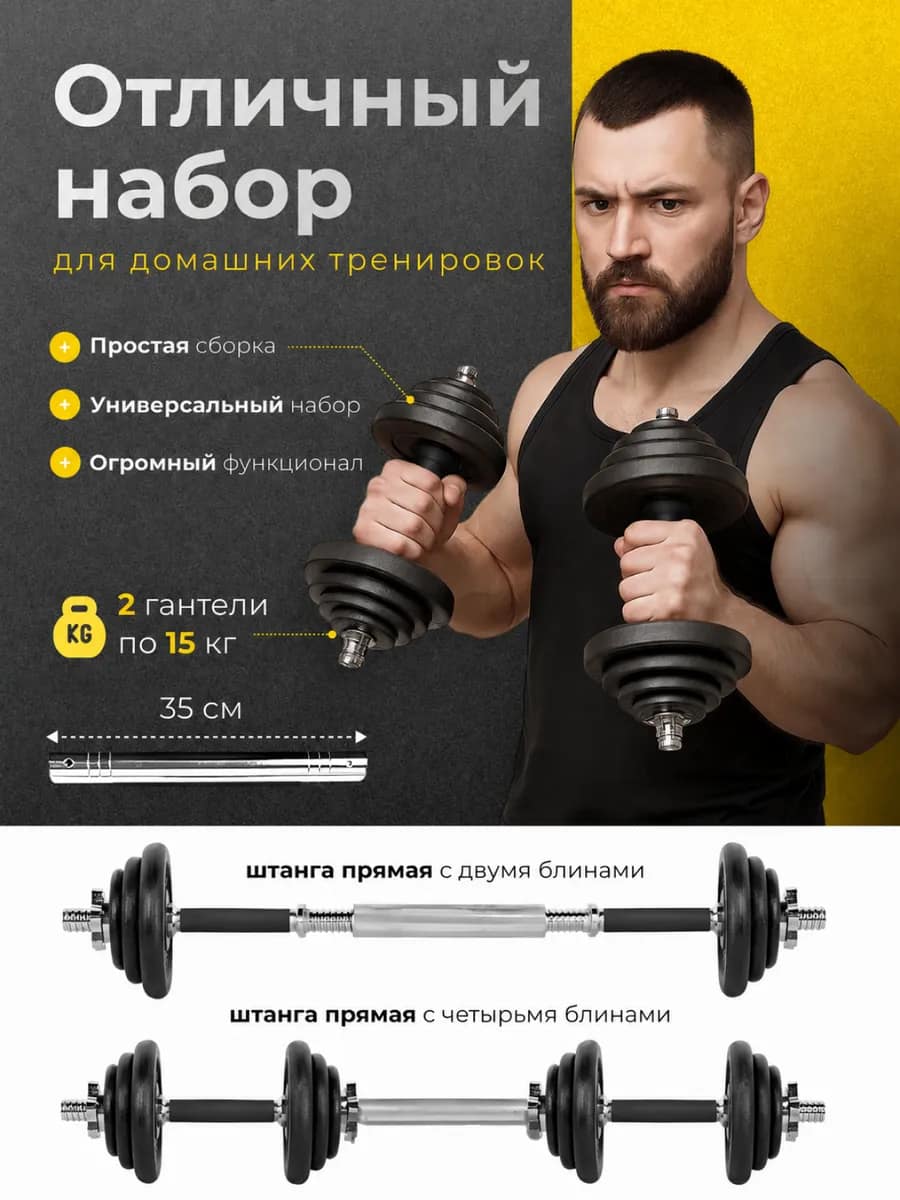 Отличный
набор
для домашних тренировок
Простая сборка
Универсальный набор
Огромный функционал
KG
2 гантели
по 15 кг
35 см
штанга прямая с двумя блинами
штанга прямая с четырьмя блинами